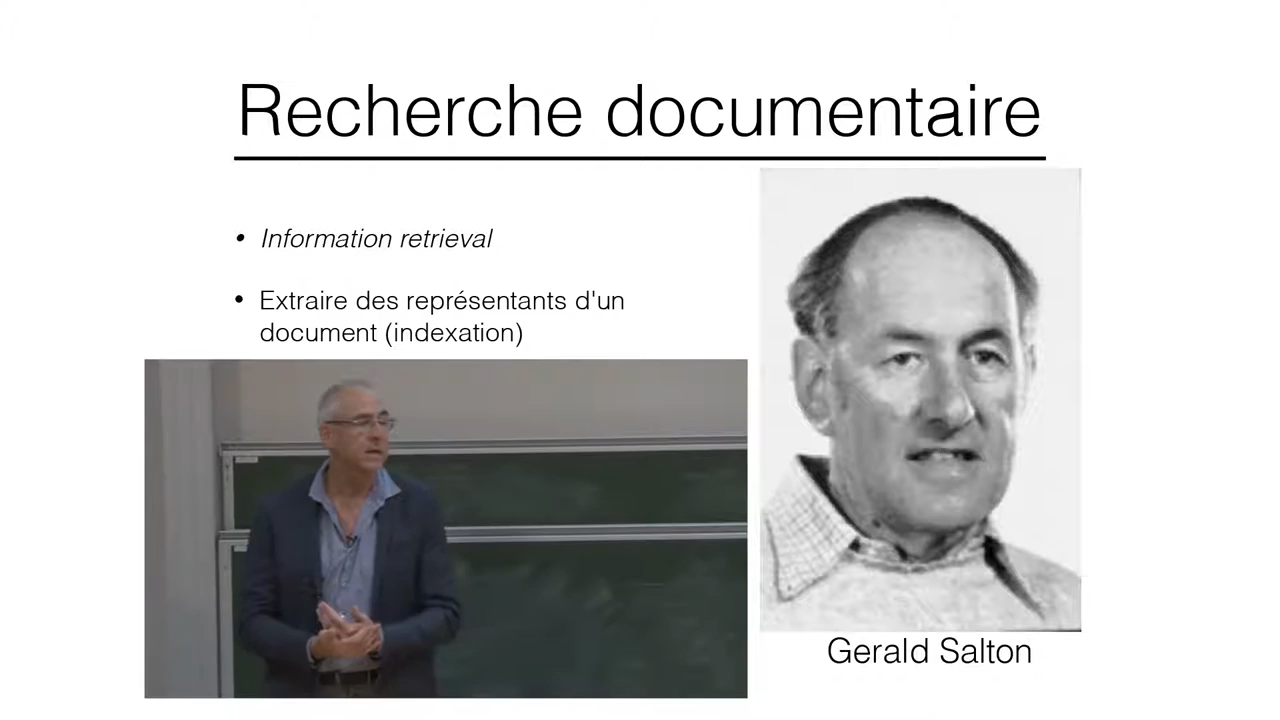 Recherche documentaire
• Information retrieval
• Extraire des représentants d'un
document (indexation)
Gerald Salton